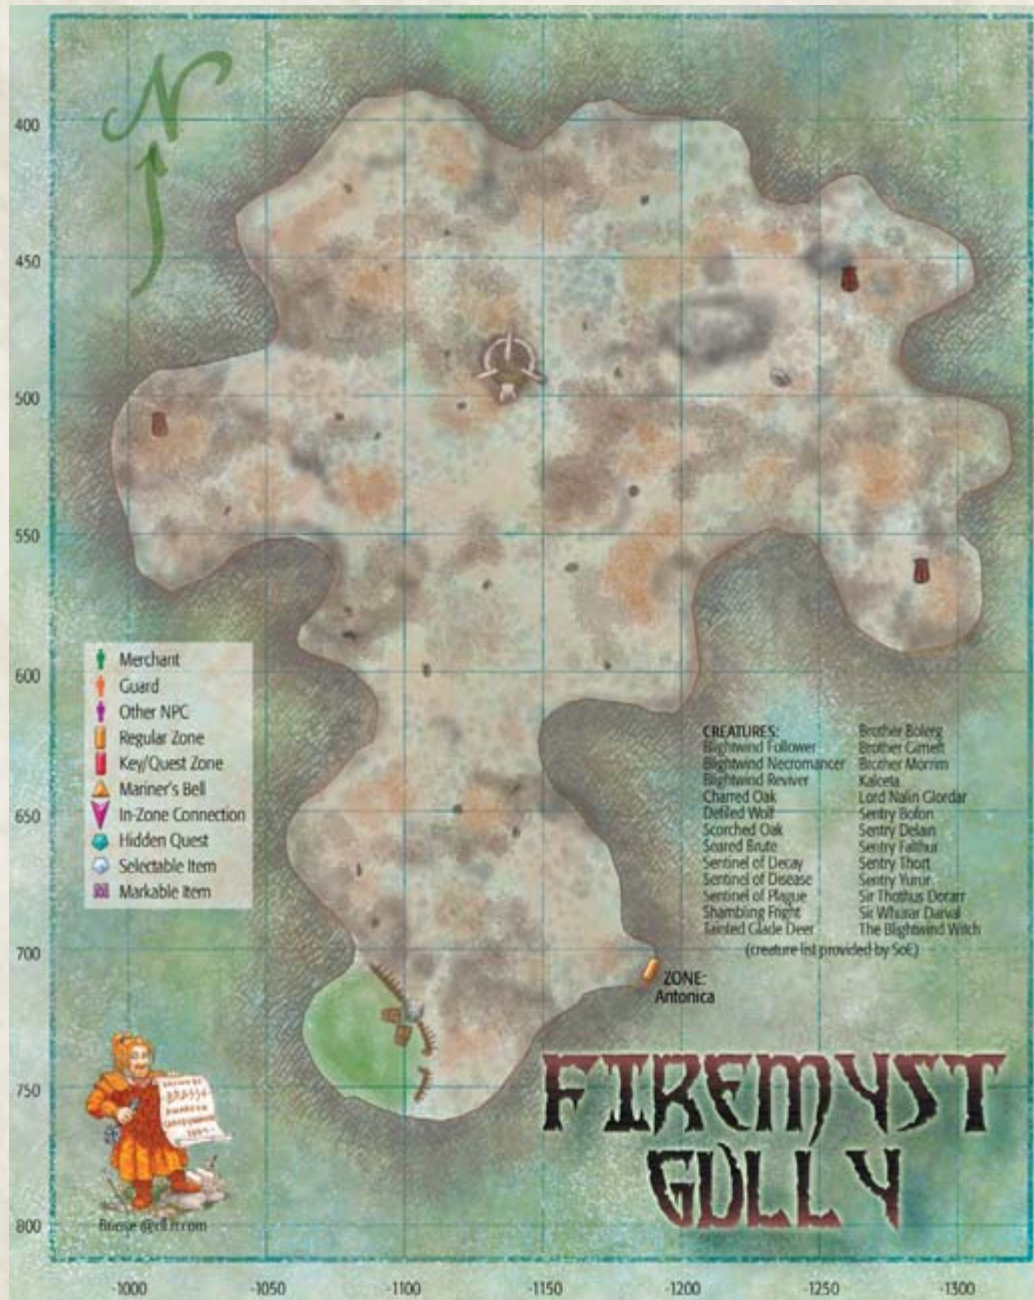 N
400
450
500
550
600
650
700
750
800
Merchant
Guard
Other NPC
Regular Zone
Key/Quest Zone
Mariner's Bell
In-Zone Connection
Hidden Quest
Selectable Item
Markable Item
CREATURES:
Blightwind Follower
Blightwind Necromancer
Blightwind Reviver
Charred Oak
Defiled Wolf
Scorched Oak
Seared Brute
Sentinel of Decay
Sentinel of Disease
Sentinel of Plague
Shambling Fright
Tainted Glade Deer
Brother Bolerg
Brother Gimelt
Brother Morrim
Kalceta
Lord Nalin Glordar
Sentry Bolon
Sentry Delain
Sentry Falthur
Sentry Thort
Sentry Yurur
Sir Thothus Dorarr
Sir Whurar Darval
The Blightwind Witch
(creature list provided by SoE)
ZONE:
Antonica
FIREMYST
GULLY
-1000
-1050
-1100
-1150
-1200
-1250
-1300